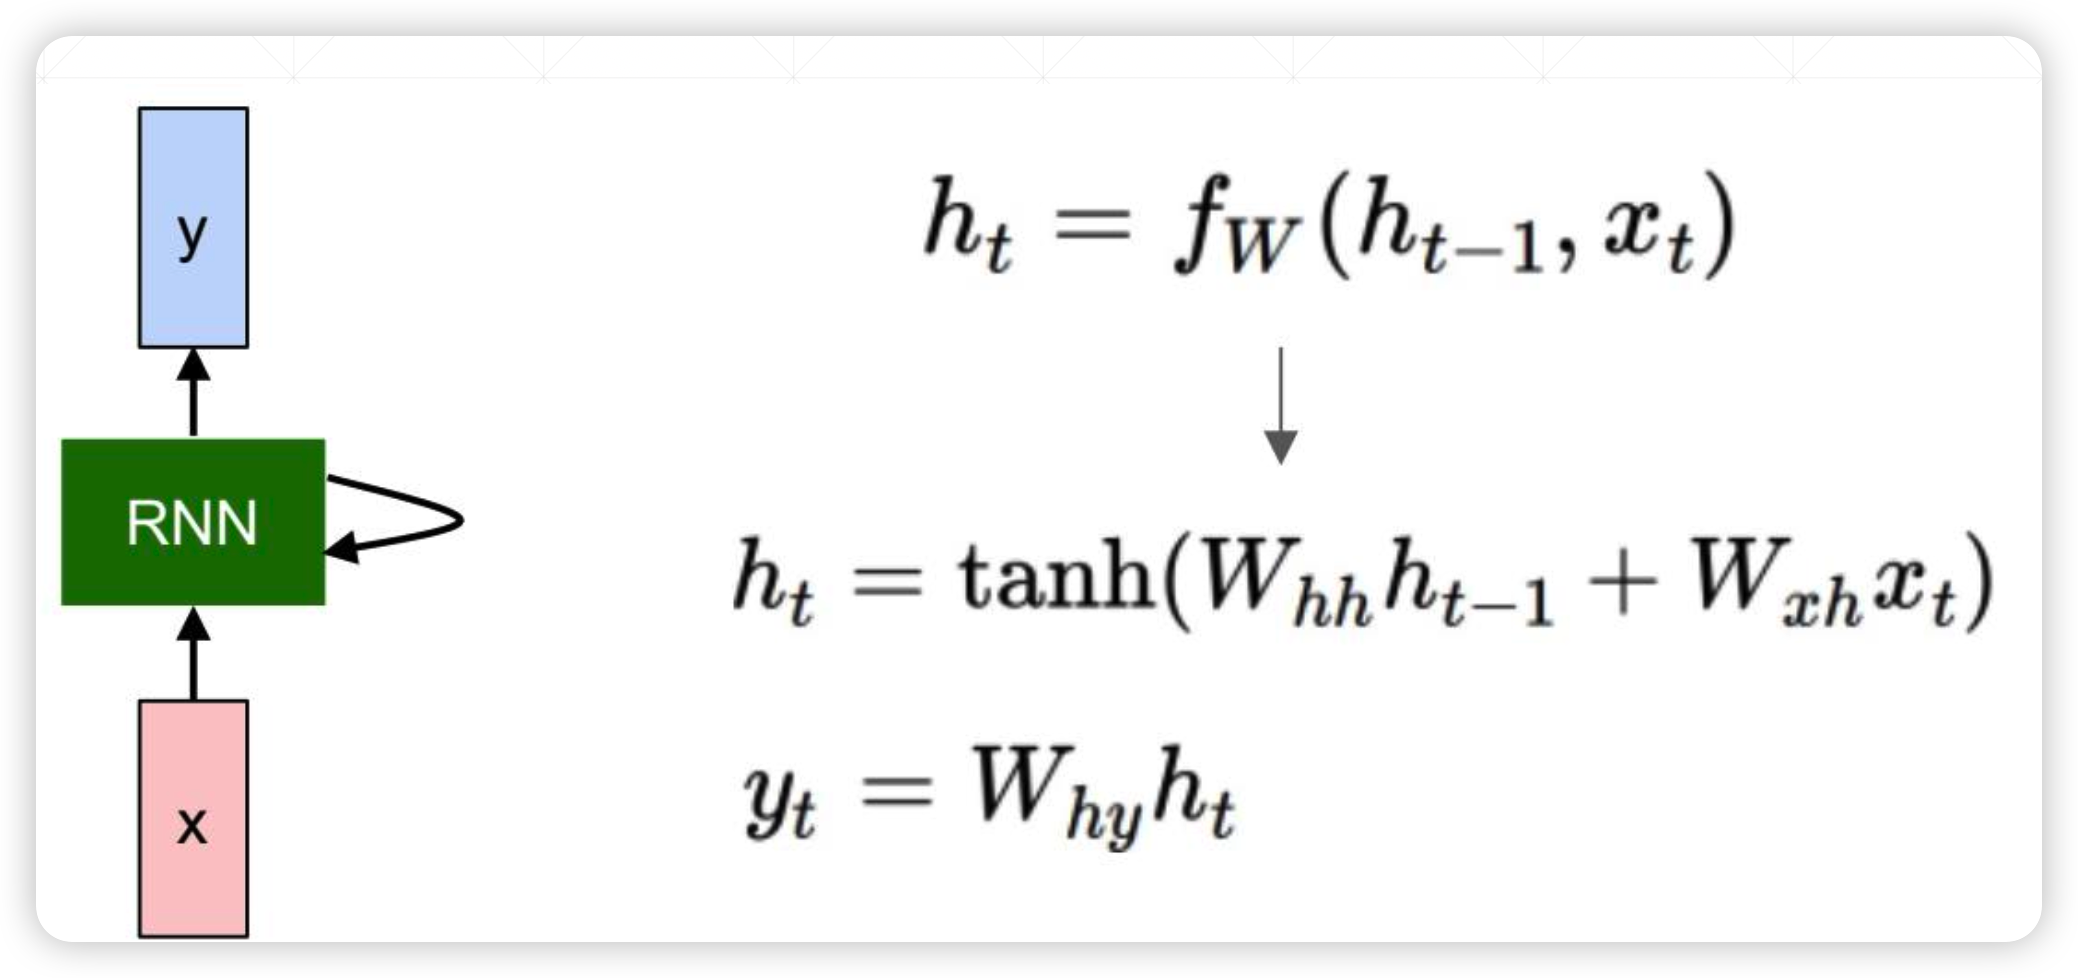 y
RNN
x
h_t = f_W(h_{t-1}, x_t)
h_t = tanh(W_{hh}h_{t-1} + W_{xh}x_t)
y_t = W_{hy}h_t